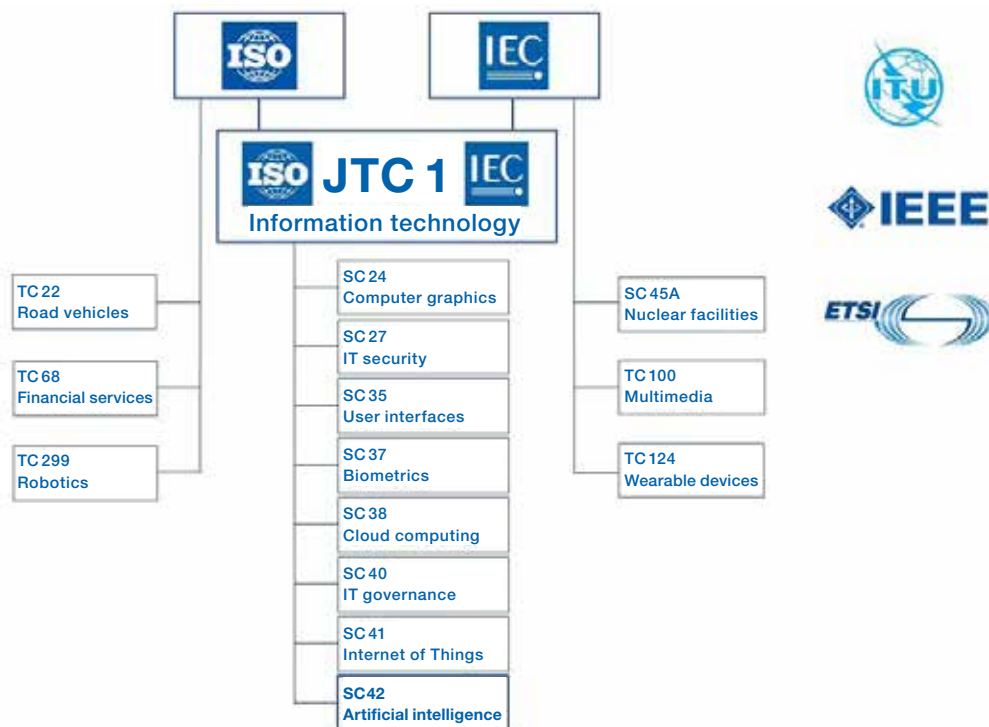 ISO
IEC
ITU
ISO
JTC 1
IEC
Information technology
IEEE
ETSI
TC 22
Road vehicles
TC 68
Financial services
TC 299
Robotics
SC 24
Computer graphics
SC 27
IT security
SC 35
User interfaces
SC 37
Biometrics
SC 38
Cloud computing
SC 40
IT governance
SC 41
Internet of Things
SC42
Artificial intelligence
SC 45A
Nuclear facilities
TC 100
Multimedia
TC 124
Wearable devices